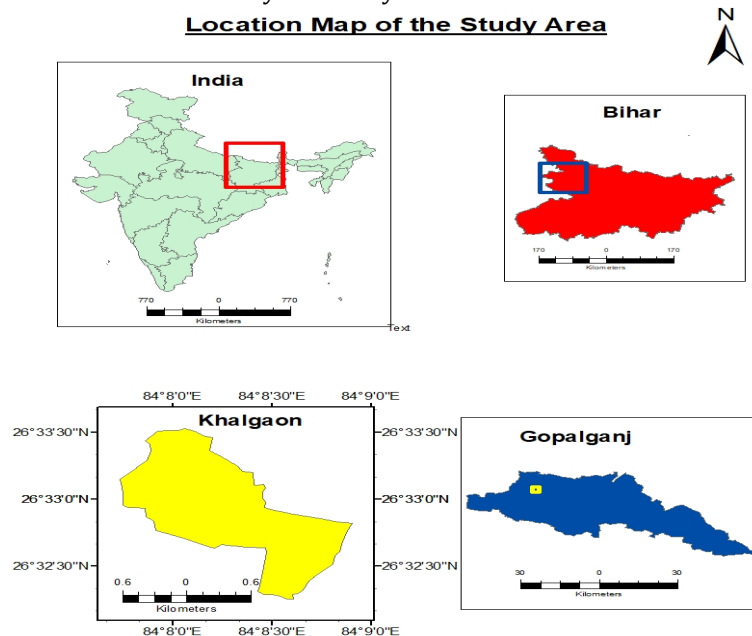 Location Map of the Study Area
N
India
770 0 770
Kilometers
Text
Bihar
170 0 170
Kilometers
84°8'0"E 84°8'30"E 84°9'0"E
Khalgaon
26°33'30"N 26°33'30"N
26°33'0"N 26°33'0"N
26°32'30"N 26°32'30"N
0.6 0 0.6
Kilometers
84°8'0"E 84°8'30"E 84°9'0"E
Gopalganj
30 0 30
Kilometers